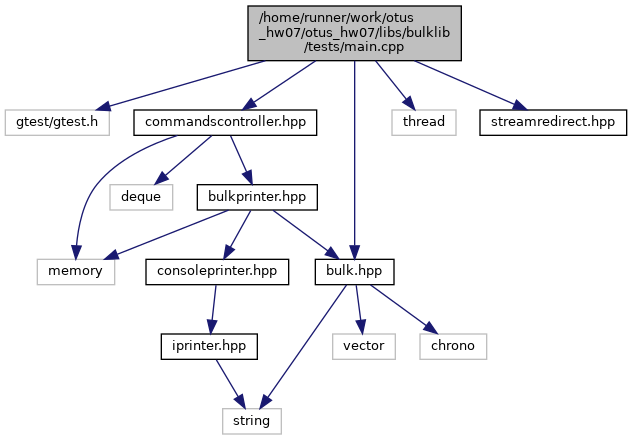 /home/runner/work/otus
_hw07/otus_hw07/libs/bulklib
/tests/main.cpp
gtest/gtest.h
commandscontroller.hpp
thread
streamredirect.hpp
deque
bulkprinter.hpp
memory
consoleprinter.hpp
bulk.hpp
iprinter.hpp
vector
chrono
string